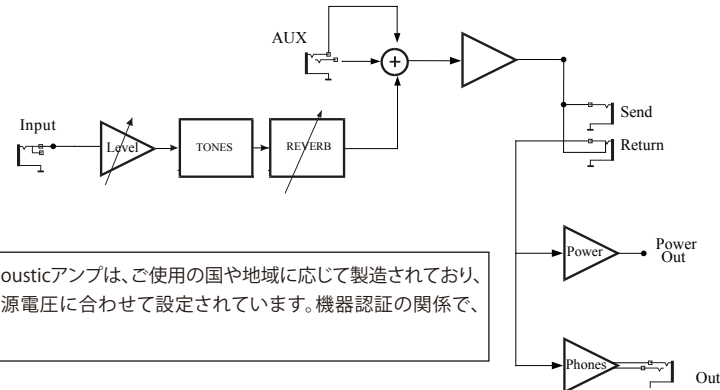 AUX
Input
Level
TONES
REVERB
+
Send
Return
Power
Power
Out
Phones
Out
ousticアンプは、ご使用の国や地域に応じて製造されており、
源電圧に合わせて設定されています。機器認証の関係で、